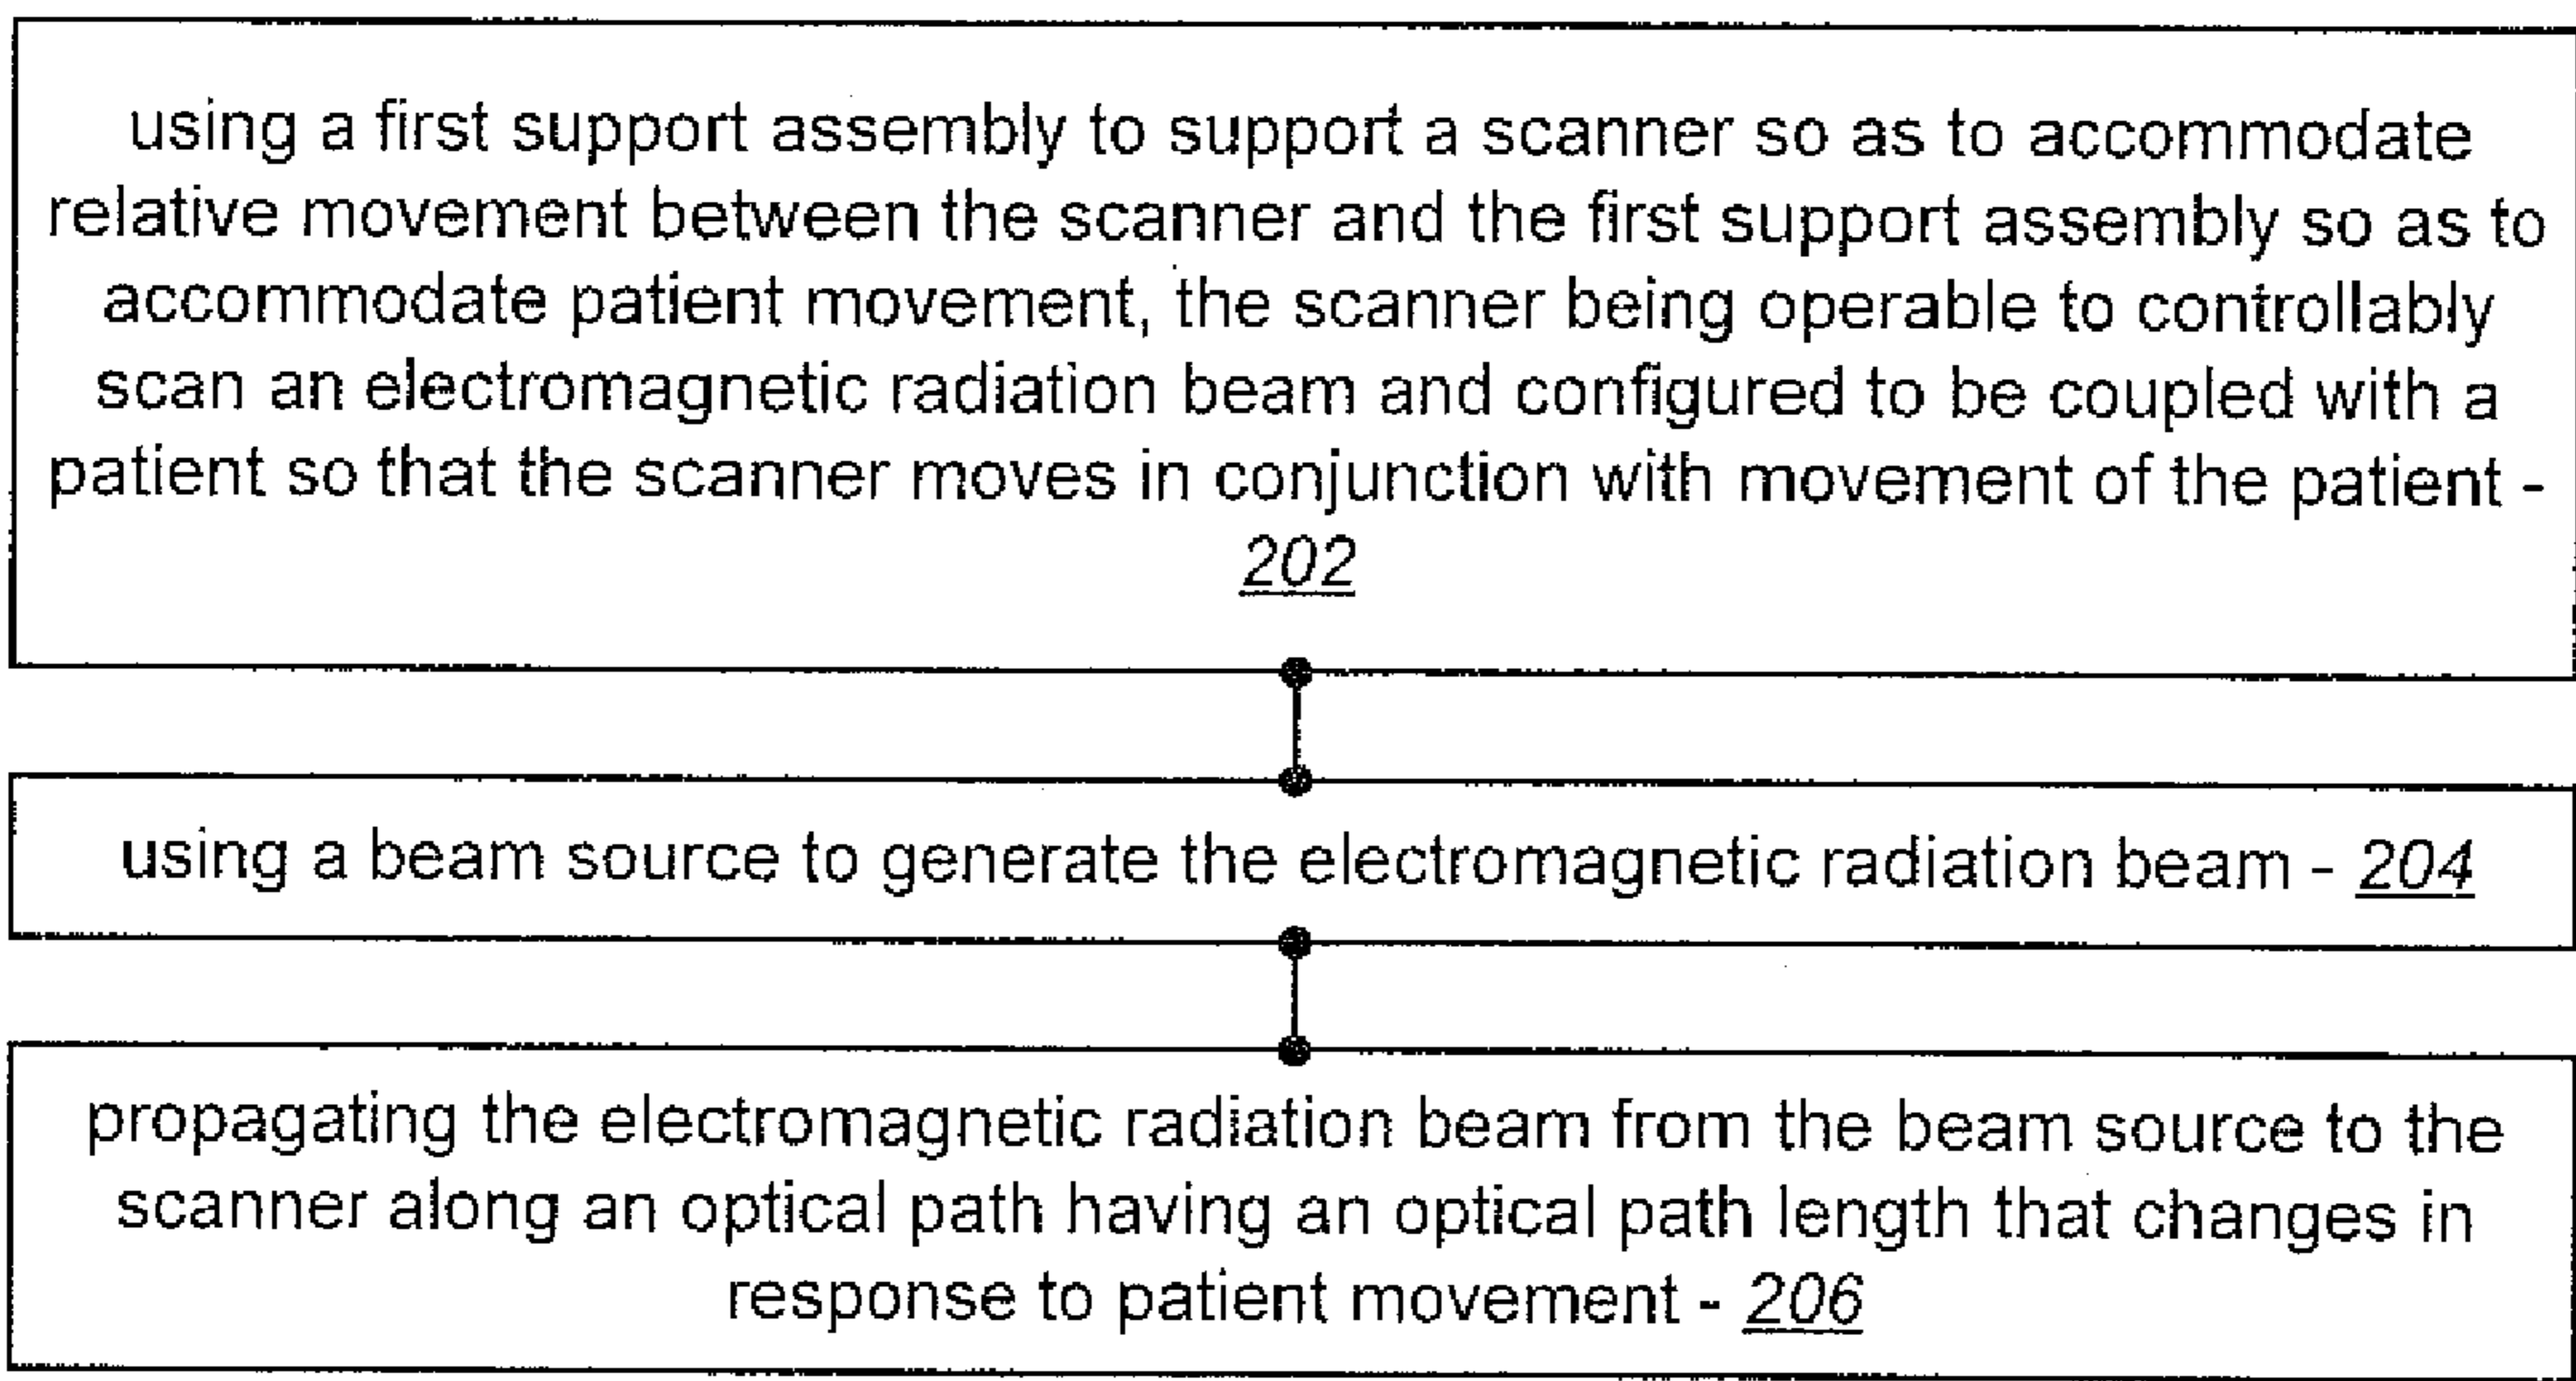 using a first support assembly to support a scanner so as to accommodate
relative movement between the scanner and the first support assembly so as to
accommodate patient movement, the scanner being operable to controllably
scan an electromagnetic radiation beam and configured to be coupled with a
patient so that the scanner moves in conjunction with movement of the patient -
202
using a beam source to generate the electromagnetic radiation beam - 204
propagating the electromagnetic radiation beam from the beam source to the
scanner along an optical path having an optical path length that changes in
response to patient movement - 206